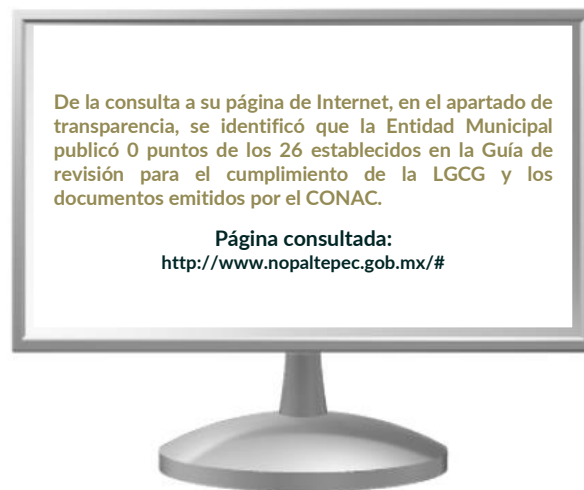 De la consulta a su página de Internet, en el apartado de
transparencia, se identificó que la Entidad Municipal
publicó 0 puntos de los 26 establecidos en la Guía de
revisión para el cumplimiento de la LGCG y los
documentos emitidos por el CONAC.
Página consultada:
http://www.nopaltepec.gob.mx/#